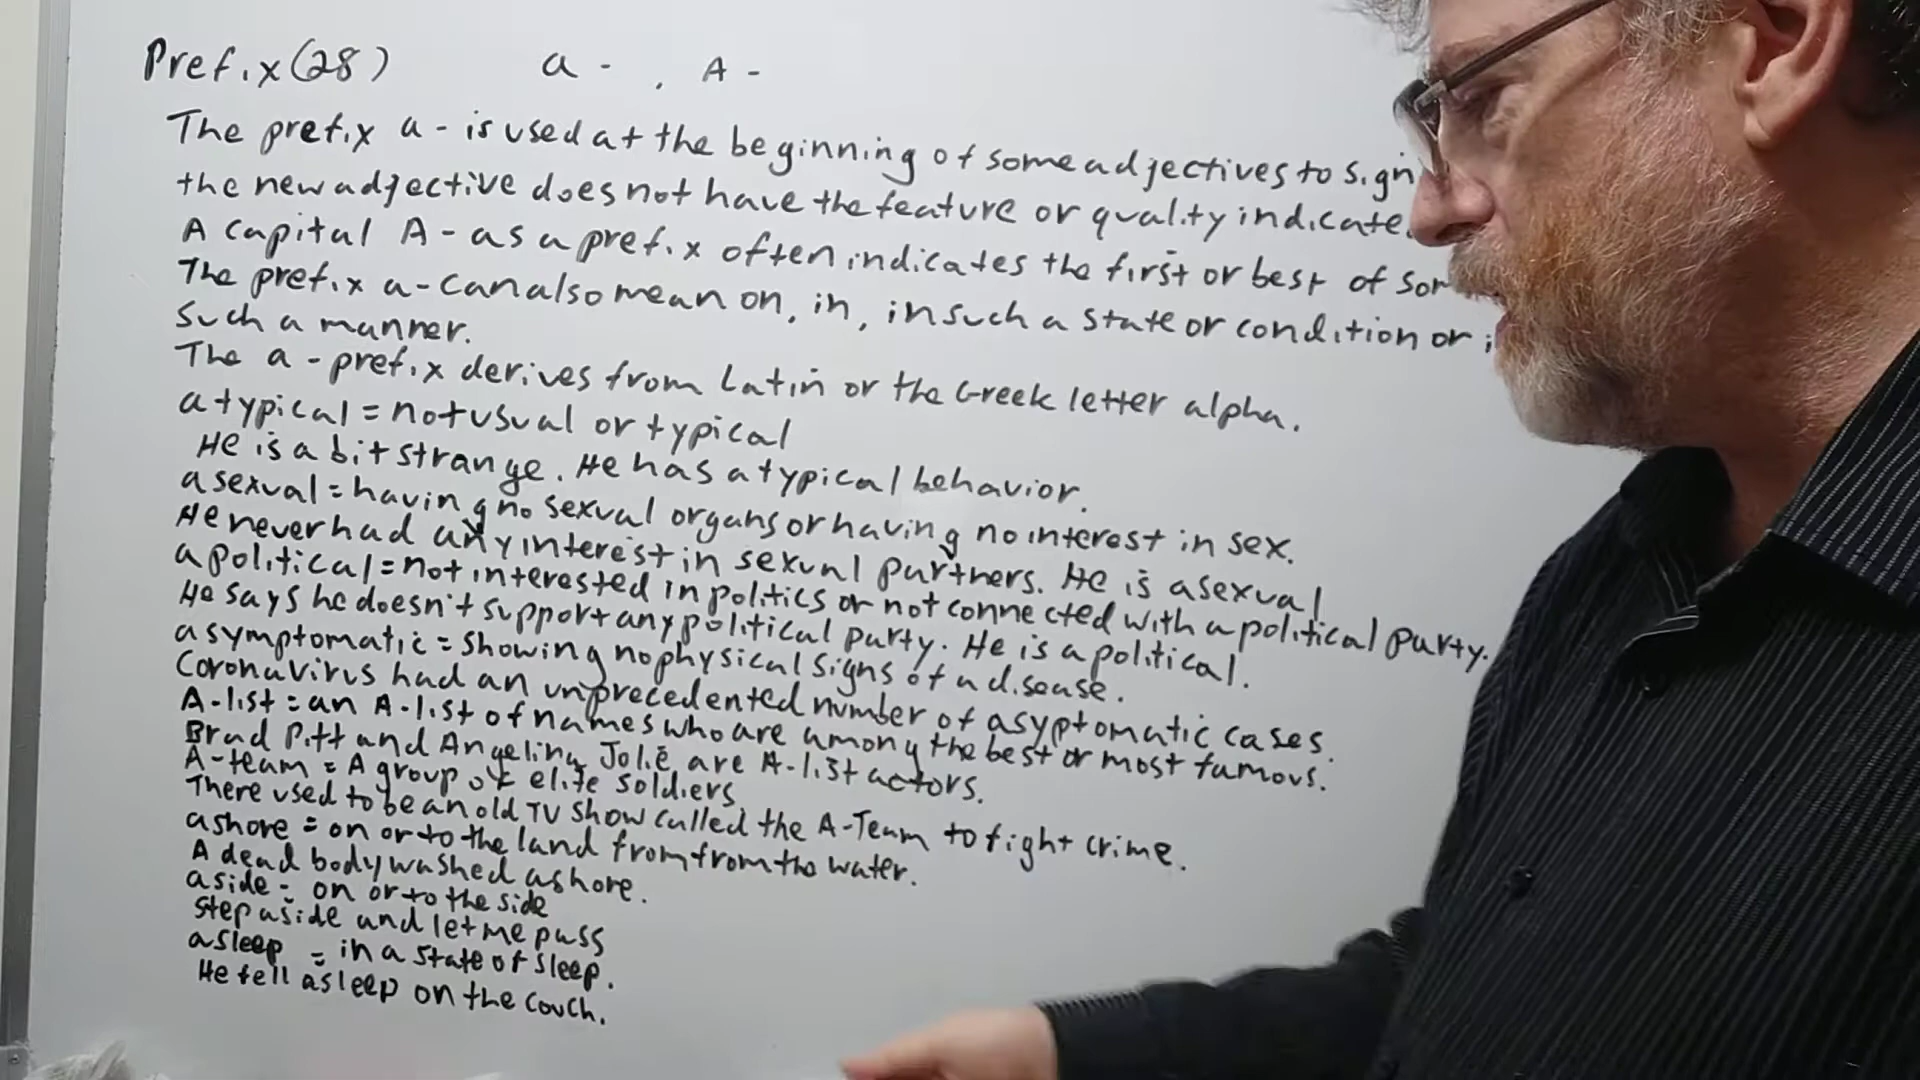 Prefix (28) a - , A -
The prefix a - is used at the beginning of some adjectives to sign
the new adjective does not have the feature or quality indicate
A capital A - as a prefix often indicates the first or best of som
The prefix a - can also mean on, in, in such a state or condition or i
such a manner.
The a - prefix derives from Latin or the Greek letter alpha.
atypical = not usual or typical
He is a bit strange. He has atypical behavior.
asexual = having no sexual organs or having no interest in sex.
He never had any interest in sexual partners. He is asexual
apolitical = not interested in politics or not connected with a political party.
He says he doesn't support any political party. He is apolitical.
asymptomatic = showing no physical signs of a disease.
Coronavirus had an unprecedented number of asyptomatic cases.
A-list = an A-list of names who are among the best or most famous.
Brad Pitt and Angelina Jolie are A-list actors.
A-team = A group of elite soldiers.
There used to be an old TV show called the A-Team to fight crime.
ashore = on or to the land from from the water.
A dead body washed ashore.
aside = on or to the side
Step aside and let me pass
asleep = in a state of sleep.
He fell asleep on the couch.